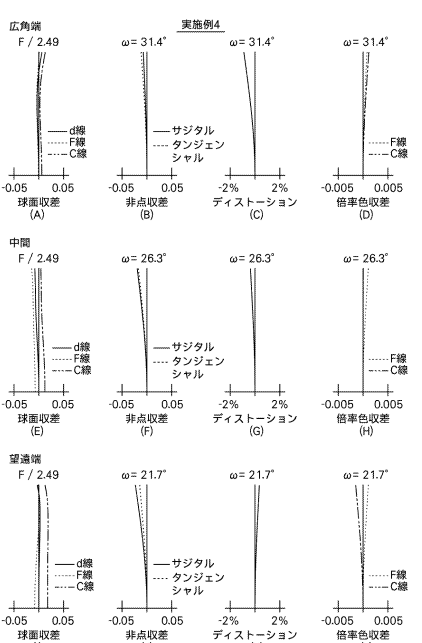 実施例4
広角端
F / 2.49
ω= 31.4°
ω= 31.4°
ω= 31.4°
d線
F線
C線
サジタル
タンジェン
シャル
F線
C線
-0.05 0.05
-0.05 0.05
-2% 2%
-0.005 0.005
球面収差
非点収差
ディストーション
倍率色収差
(A)
(B)
(C)
(D)
中間
F / 2.49
ω= 26.3°
ω= 26.3°
ω= 26.3°
d線
F線
C線
サジタル
タンジェン
シャル
F線
C線
-0.05 0.05
-0.05 0.05
-2% 2%
-0.005 0.005
球面収差
非点収差
ディストーション
倍率色収差
(E)
(F)
(G)
(H)
望遠端
F / 2.49
ω= 21.7°
ω= 21.7°
ω= 21.7°
d線
F線
C線
サジタル
タンジェン
シャル
F線
C線
-0.05 0.05
-0.05 0.05
-2% 2%
-0.005 0.005
球面収差
非点収差
ディストーション
倍率色収差